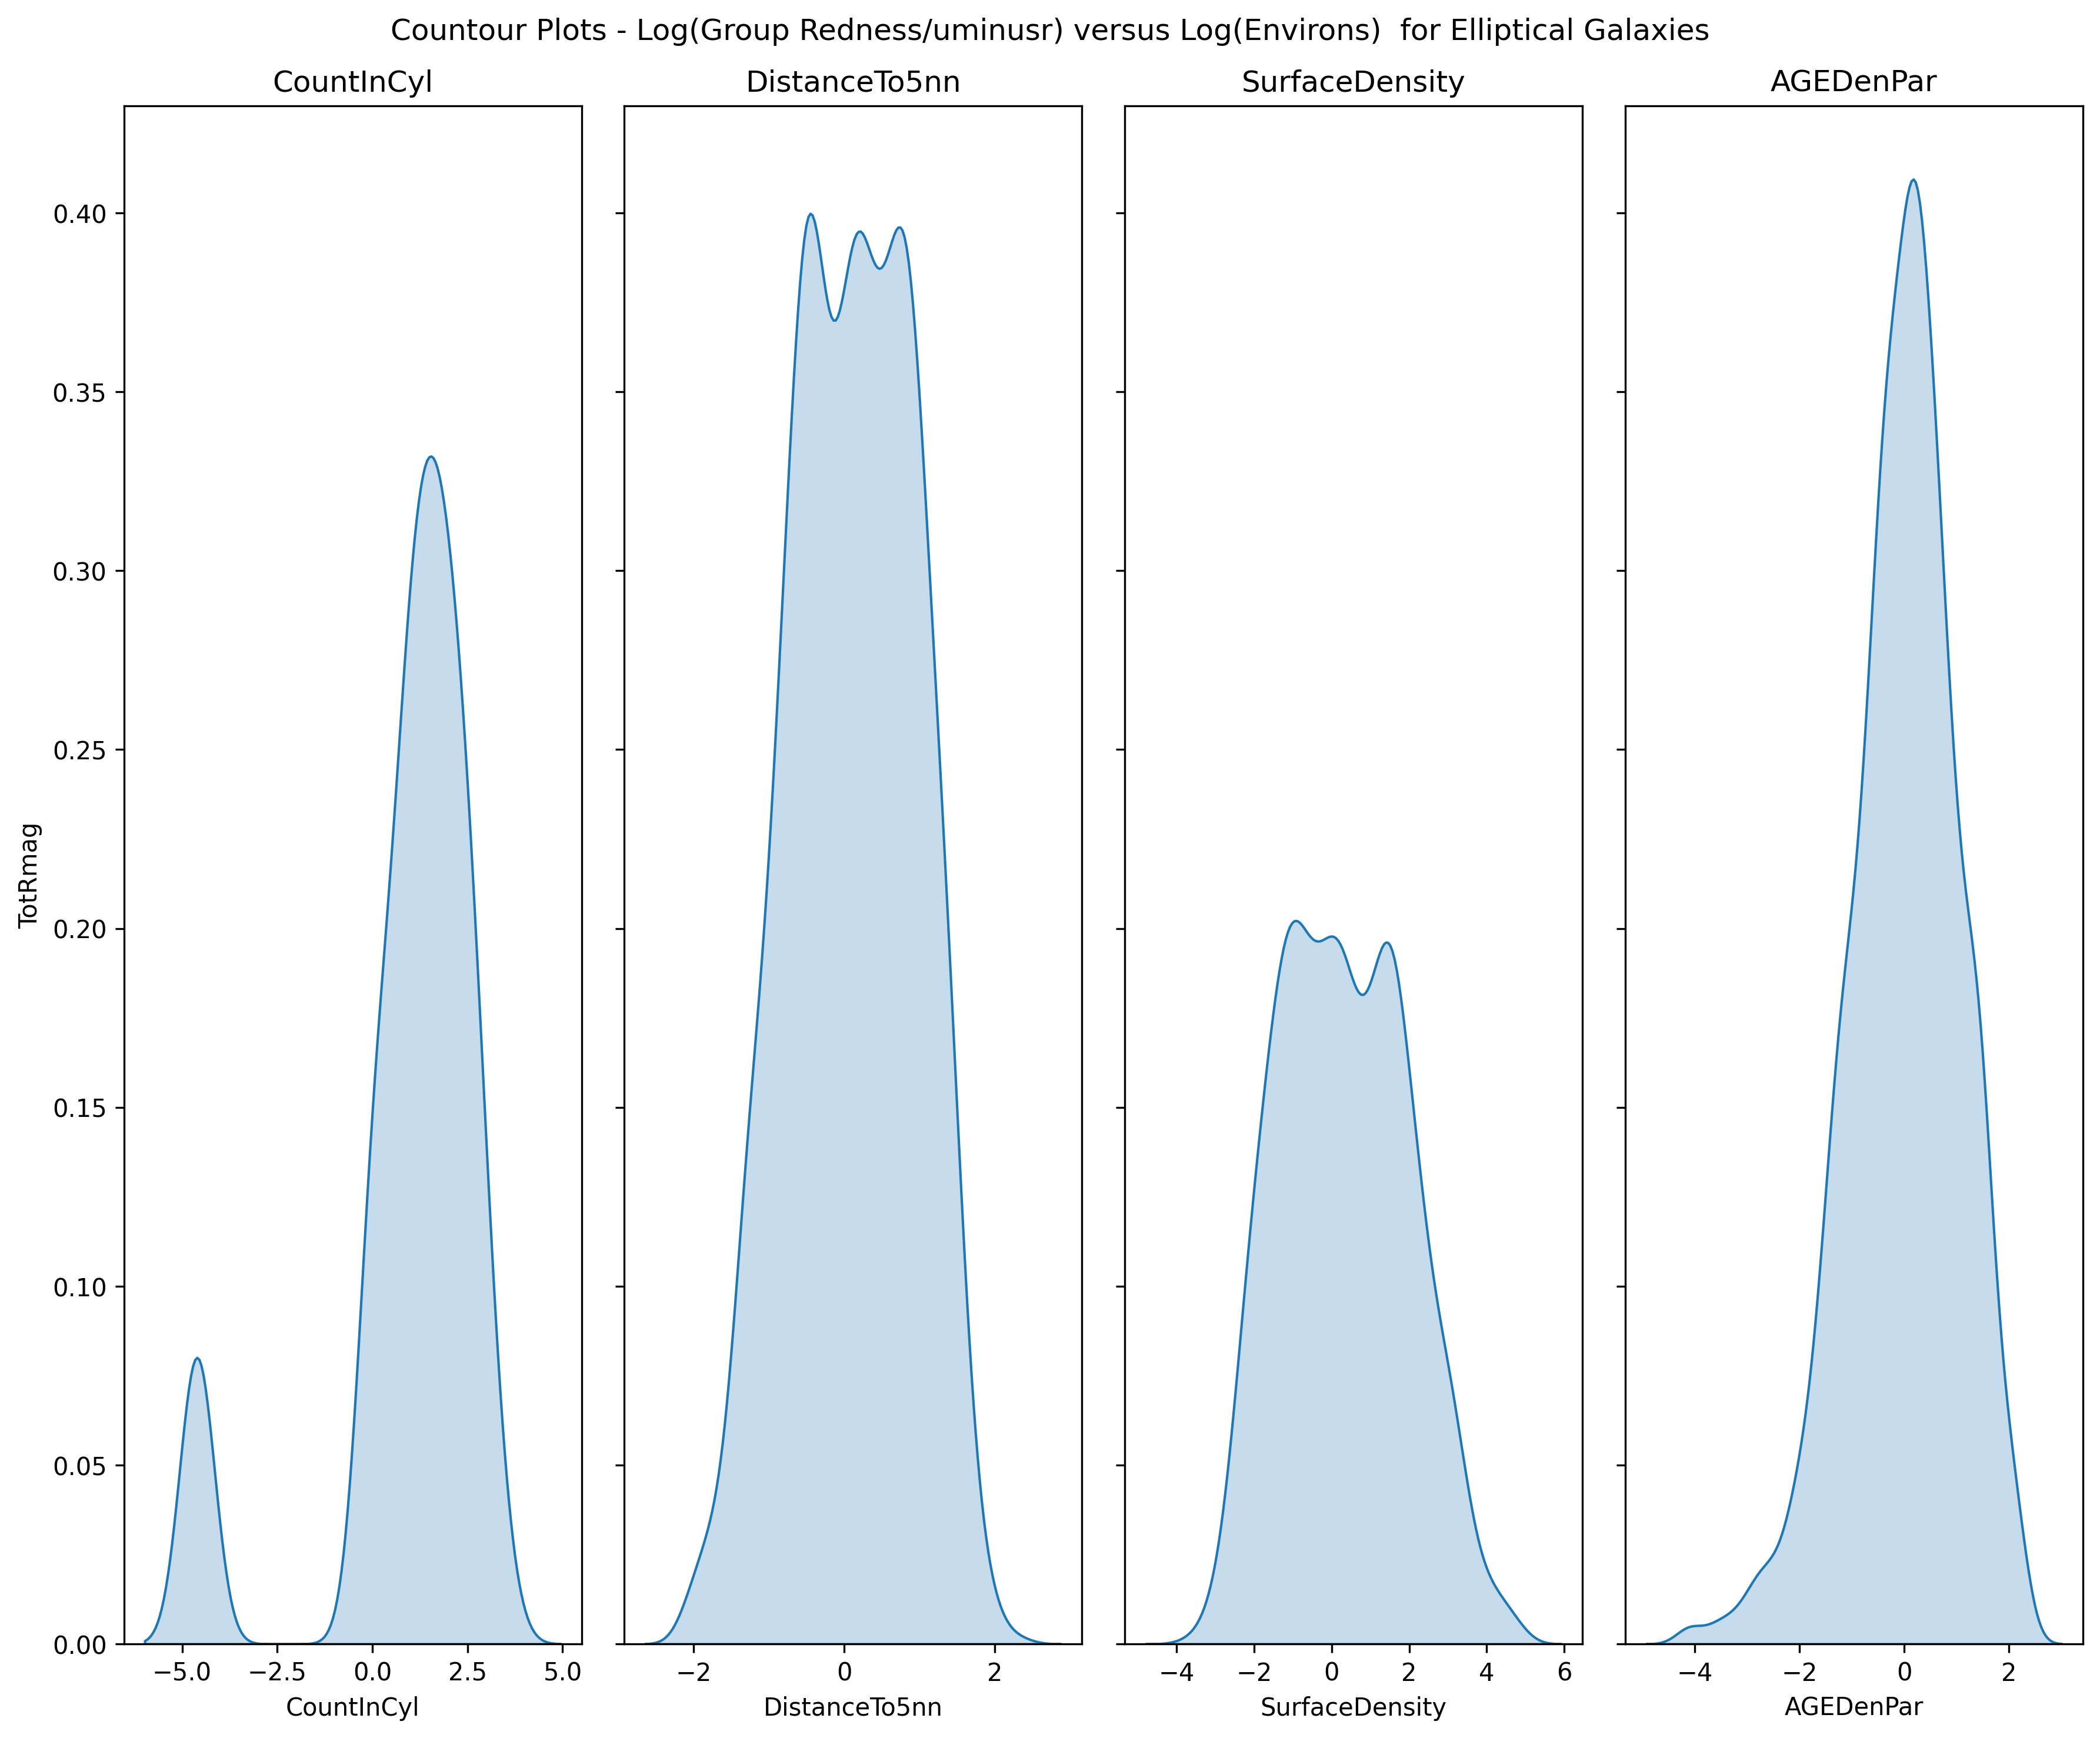 Countour Plots - Log(Group Redness/uminusr) versus Log(Environs)  for Elliptical Galaxies
CountInCyl
DistanceTo5nn
SurfaceDensity
AGEDenPar
TotRmag
0.40
0.35
0.30
0.25
0.20
0.15
0.10
0.05
0.00
−5.0 −2.5 0.0 2.5 5.0
−2 0 2
−4 −2 0 2 4 6
−4 −2 0 2
CountInCyl
DistanceTo5nn
SurfaceDensity
AGEDenPar